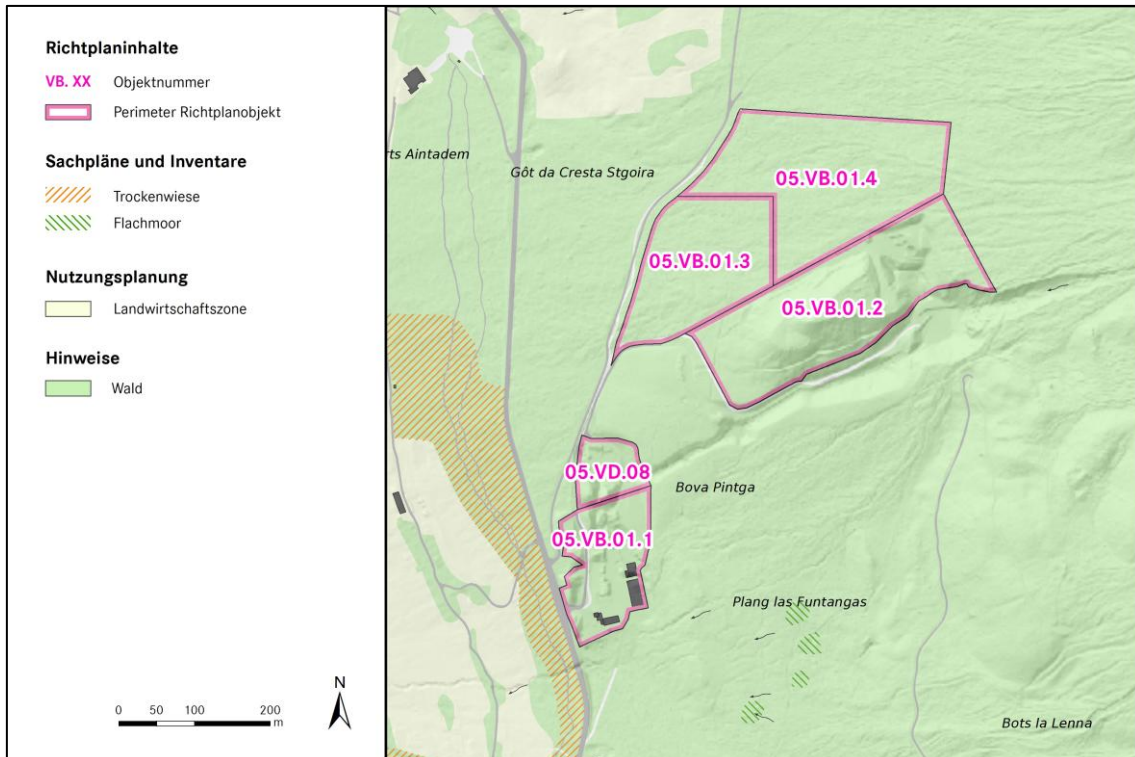 Richtplaninhalte
VB. XX Objektnummer
Perimeter Richtplanobjekt
Sachpläne und Inventare
Trockenwiese
Flachmoor
Nutzungsplanung
Landwirtschaftszone
Hinweise
Wald
N
0 50 100 200
m
rts Aintadem
Gôt da Cresta Stgoira
05.VB.01.4
05.VB.01.3
05.VB.01.2
05.VD.08
Bova Pintga
05.VB.01.1
Plang las Funtangas
Bots la Lenna